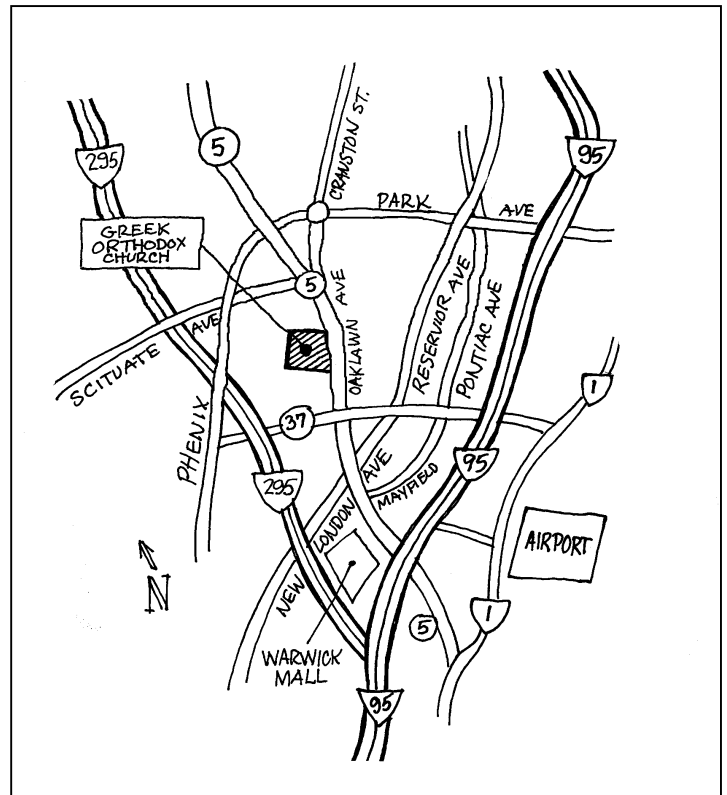 CRANSTON ST.
5
295
95
PARK AVE
GREEK
ORTHODOX
CHURCH
5
OAKLAWN AVE
RESERVIOR AVE
PONTIAC AVE
SCITUATE AVE
PHENIX
1
37
95
295
NEW LONDON AVE
MAYFIELD
AIRPORT
N
1
5
WARWICK
MALL
95